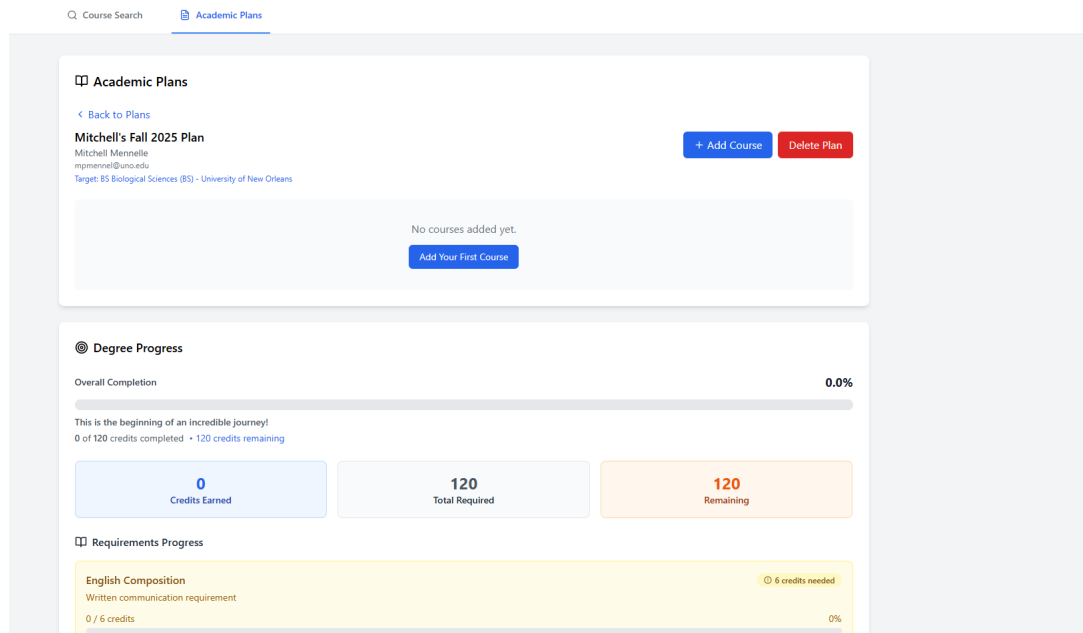 Course Search
Academic Plans
Academic Plans
Back to Plans
Mitchell's Fall 2025 Plan
Mitchell Mennelle
mpmennel@uno.edu
Target: BS Biological Sciences (BS) - University of New Orleans
+ Add Course
Delete Plan
No courses added yet.
Add Your First Course
Degree Progress
Overall Completion
0.0%
This is the beginning of an incredible journey!
0 of 120 credits completed • 120 credits remaining
0
Credits Earned
120
Total Required
120
Remaining
Requirements Progress
English Composition
6 credits needed
Written communication requirement
0 / 6 credits
0%